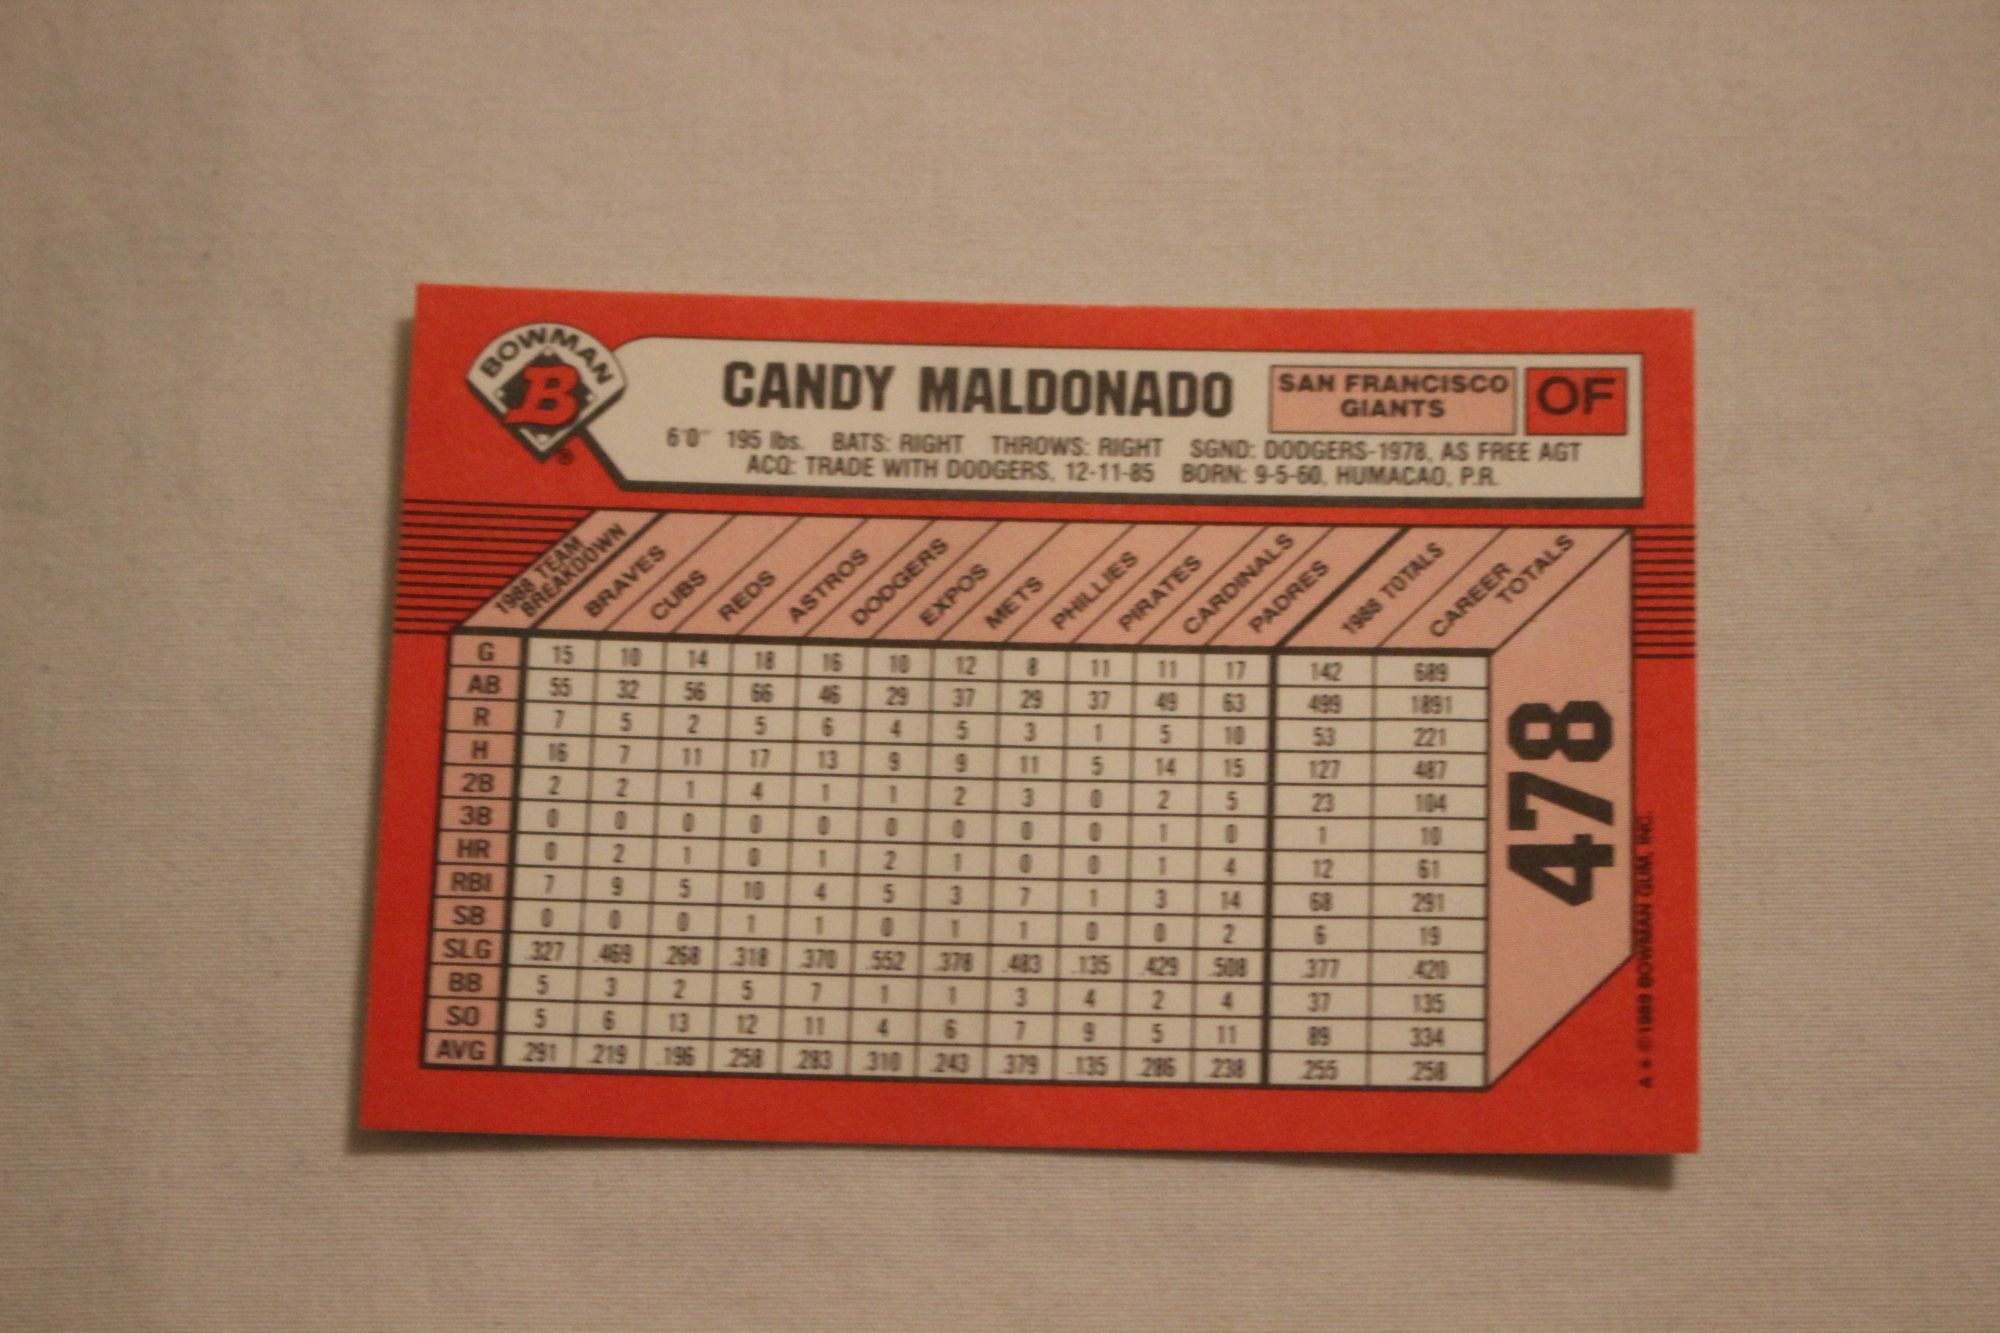 BOWMAN
B
®
CANDY MALDONADO
SAN FRANCISCO
GIANTS
OF
6'0" 195 lbs. BATS: RIGHT THROWS: RIGHT SGND: DODGERS-1978, AS FREE AGT
ACQ: TRADE WITH DODGERS, 12-11-85 BORN: 9-5-60, HUMACAO, P.R.
1988 TEAM
BREAKDOWN
BRAVES CUBS REDS ASTROS DODGERS EXPOS METS PHILLIES PIRATES CARDINALS PADRES 1988 TOTALS CAREER TOTALS
G 15 10 14 18 16 10 12 8 11 11 17 142 689
AB 55 32 56 66 46 29 37 29 37 49 63 499 1891
R 7 5 2 5 6 4 5 3 1 5 10 53 221
H 16 7 11 17 13 9 9 11 5 14 15 127 487
2B 2 2 1 4 1 1 2 3 0 2 5 23 104
3B 0 0 0 0 0 0 0 0 0 1 0 1 10
HR 0 2 1 0 1 2 1 0 0 1 4 12 61
RBI 7 9 5 10 4 5 3 7 1 3 14 68 291
SB 0 0 0 1 1 0 1 1 0 0 2 6 19
SLG .327 .469 .268 .318 .370 .552 .378 .483 .135 .429 .508 .377 .420
BB 5 3 2 5 7 1 1 3 4 2 4 37 135
SO 5 6 13 12 11 4 6 7 9 5 11 89 334
AVG .291 .219 .196 .258 .283 .310 .243 .379 .135 .286 .238 .255 .258
478
A ** ©1989 BOWMAN GUM, INC.